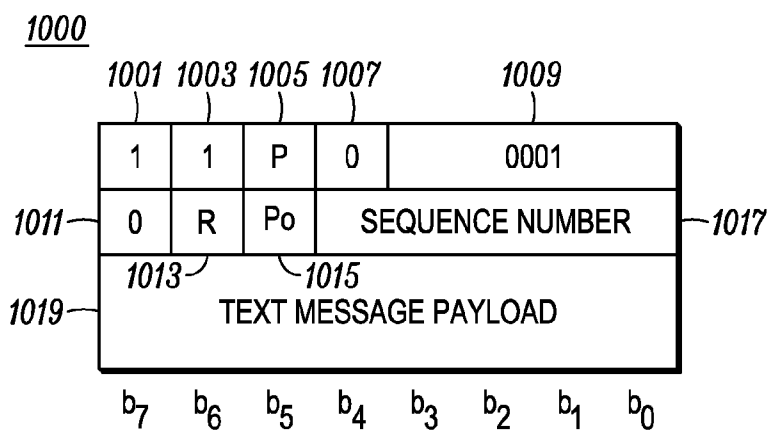 1000
1001 1003 1005 1007 1009
1 1 P 0 0001
1011 0 R Po SEQUENCE NUMBER 1017
1013 1015
1019 TEXT MESSAGE PAYLOAD
b7 b6 b5 b4 b3 b2 b1 b0